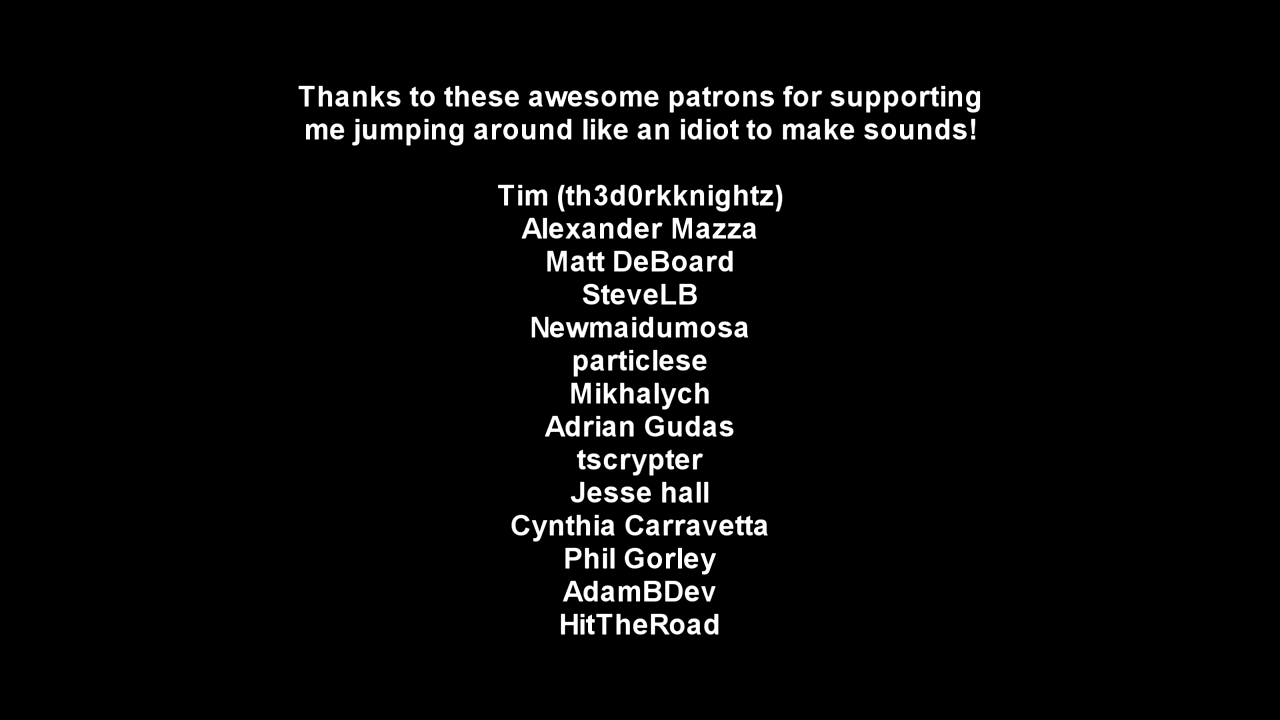 Thanks to these awesome patrons for supporting
me jumping around like an idiot to make sounds!
Tim (th3d0rkknightz)
Alexander Mazza
Matt DeBoard
SteveLB
Newmaidumosa
particlese
Mikhalych
Adrian Gudas
tscrypter
Jesse hall
Cynthia Carravetta
Phil Gorley
AdamBDev
HitTheRoad